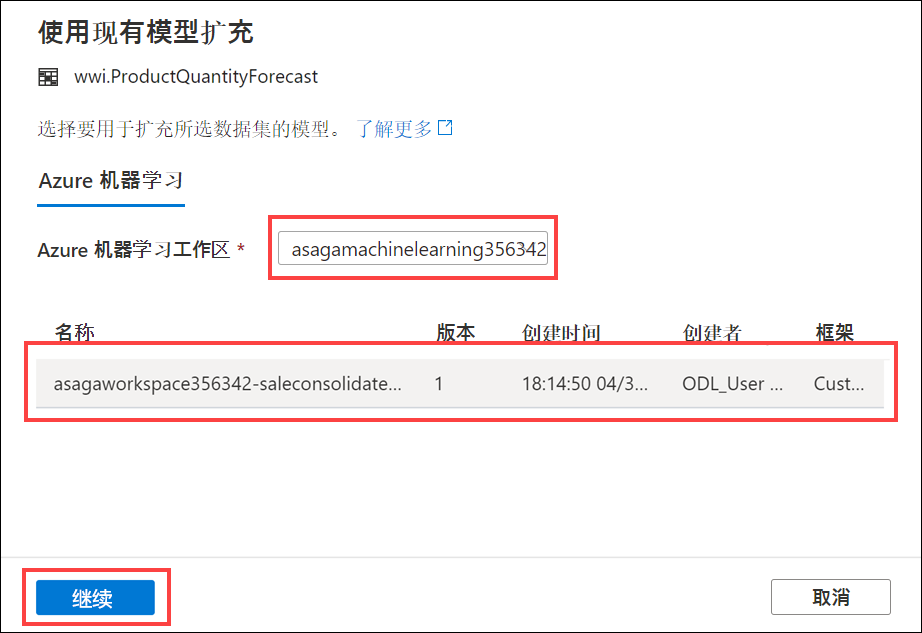 使用现有模型扩充
wwi.ProductQuantityForecast
选择要用于扩充所选数据集的模型。 了解更多
Azure 机器学习
Azure 机器学习工作区 *
asagamachinelearning356342
名称 版本 创建时间 创建者 框架
asagaworkspace356342-saleconsolidate... 1 18:14:50 04/3... ODL_User ... Cust...
继续 取消